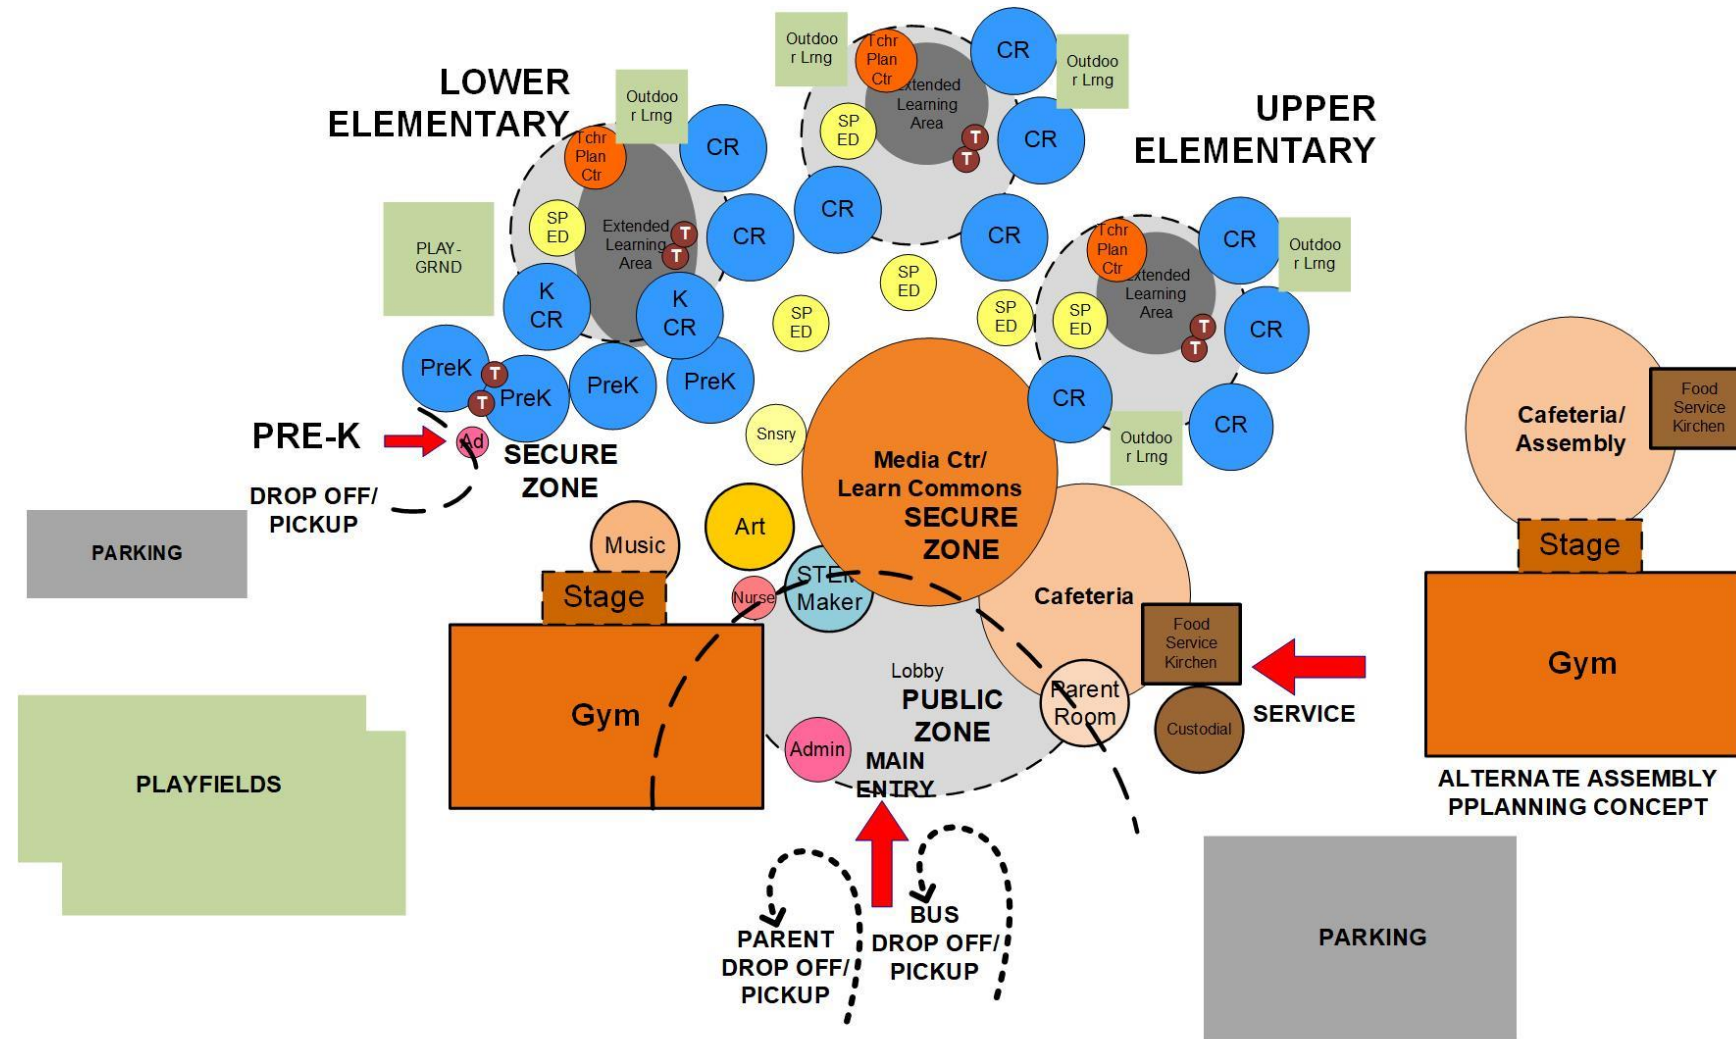 LOWER
ELEMENTARY
Outdoo
r Lrng
Tchr
Plan
Ctr
CR
SP
ED
Extended
Learning
Area
T
T
CR
PLAY-
GRND
K
CR
K
CR
PreK
T
T
PreK
PreK
PreK
PRE-K
Ad
SECURE
ZONE
DROP OFF/
PICKUP
PARKING
Outdoo
r Lrng
Tchr
Plan
Ctr
Extended
Learning
Area
CR
Outdoo
r Lrng
SP
ED
T
T
CR
CR
CR
UPPER
ELEMENTARY
SP
ED
SP
ED
SP
ED
Tchr
Plan
Ctr
Extended
Learning
Area
CR
Outdoo
r Lrng
SP
ED
T
T
CR
CR
CR
Outdoo
r Lrng
Snsry
Media Ctr/
Learn Commons
SECURE
ZONE
Music
Art
Stage
Nurse
STEM
Maker
Cafeteria
Food
Service
Kirchen
Gym
Lobby
PUBLIC
ZONE
Parent
Room
Custodial
SERVICE
Admin
MAIN
ENTRY
PLAYFIELDS
PARENT
DROP OFF/
PICKUP
BUS
DROP OFF/
PICKUP
Cafeteria/
Assembly
Food
Service
Kirchen
Stage
Gym
ALTERNATE ASSEMBLY
PPLANNING CONCEPT
PARKING